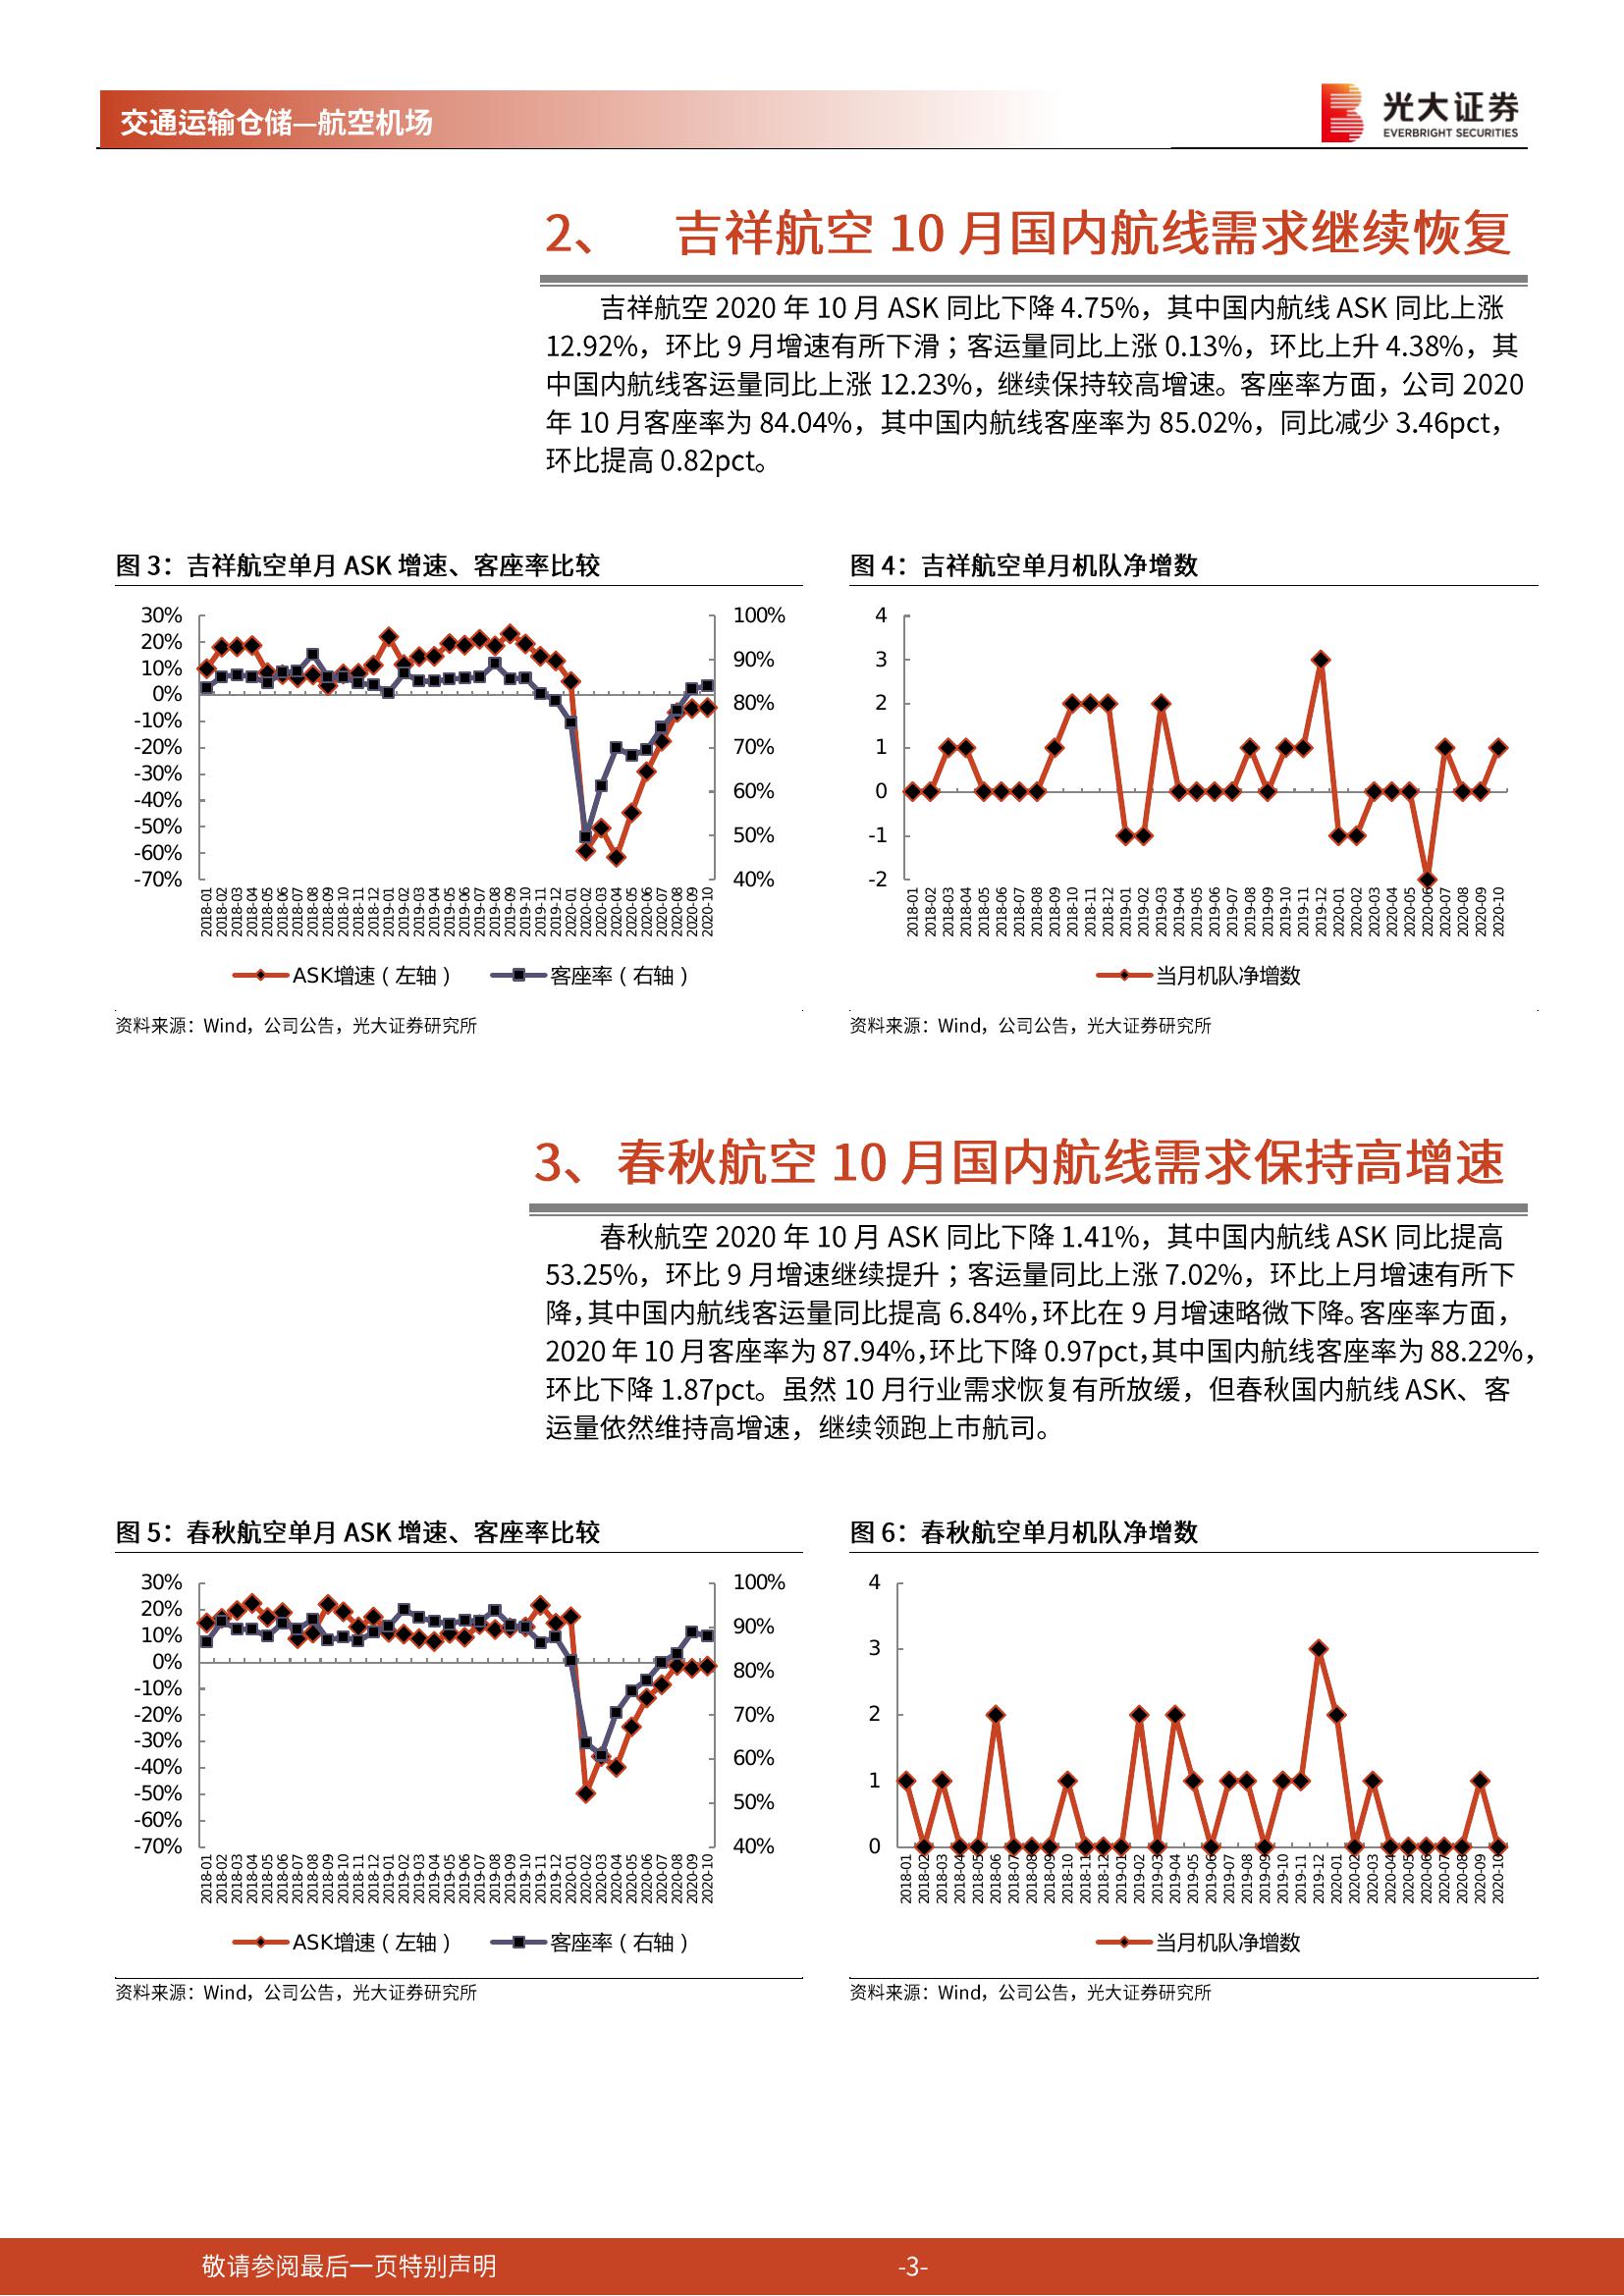 交通运输仓储—航空机场
光大证券
EVERBRIGHT SECURITIES
2、 吉祥航空 10 月国内航线需求继续恢复
吉祥航空 2020 年 10 月 ASK 同比下降 4.75%，其中国内航线 ASK 同比上涨
12.92%，环比 9 月增速有所下滑；客运量同比上涨 0.13%，环比上升 4.38%，其
中国内航线客运量同比上涨 12.23%，继续保持较高增速。客座率方面，公司 2020
年 10 月客座率为 84.04%，其中国内航线客座率为 85.02%，同比减少 3.46pct，
环比提高 0.82pct。
图 3：吉祥航空单月 ASK 增速、客座率比较
30%
20%
10%
0%
-10%
-20%
-30%
-40%
-50%
-60%
-70%
100%
90%
80%
70%
60%
50%
40%
2018-01 2018-02 2018-03 2018-04 2018-05 2018-06 2018-07 2018-08 2018-09 2018-10 2018-11 2018-12 2019-01 2019-02 2019-03 2019-04 2019-05 2019-06 2019-07 2019-08 2019-09 2019-10 2019-11 2019-12 2020-01 2020-02 2020-03 2020-04 2020-05 2020-06 2020-07 2020-08 2020-09 2020-10
ASK增速（左轴） 客座率（右轴）
资料来源：Wind，公司公告，光大证券研究所
图 4：吉祥航空单月机队净增数
4
3
2
1
0
-1
-2
2018-01 2018-02 2018-03 2018-04 2018-05 2018-06 2018-07 2018-08 2018-09 2018-10 2018-11 2018-12 2019-01 2019-02 2019-03 2019-04 2019-05 2019-06 2019-07 2019-08 2019-09 2019-10 2019-11 2019-12 2020-01 2020-02 2020-03 2020-04 2020-05 2020-06 2020-07 2020-08 2020-09 2020-10
当月机队净增数
资料来源：Wind，公司公告，光大证券研究所
3、春秋航空 10 月国内航线需求保持高增速
春秋航空 2020 年 10 月 ASK 同比下降 1.41%，其中国内航线 ASK 同比提高
53.25%，环比 9 月增速继续提升；客运量同比上涨 7.02%，环比上月增速有所下
降，其中国内航线客运量同比提高 6.84%，环比在 9 月增速略微下降。客座率方面，
2020 年 10 月客座率为 87.94%，环比下降 0.97pct，其中国内航线客座率为 88.22%，
环比下降 1.87pct。虽然 10 月行业需求恢复有所放缓，但春秋国内航线 ASK、客
运量依然维持高增速，继续领跑上市航司。
图 5：春秋航空单月 ASK 增速、客座率比较
30%
20%
10%
0%
-10%
-20%
-30%
-40%
-50%
-60%
-70%
100%
90%
80%
70%
60%
50%
40%
2018-01 2018-02 2018-03 2018-04 2018-05 2018-06 2018-07 2018-08 2018-09 2018-10 2018-11 2018-12 2019-01 2019-02 2019-03 2019-04 2019-05 2019-06 2019-07 2019-08 2019-09 2019-10 2019-11 2019-12 2020-01 2020-02 2020-03 2020-04 2020-05 2020-06 2020-07 2020-08 2020-09 2020-10
ASK增速（左轴） 客座率（右轴）
资料来源：Wind，公司公告，光大证券研究所
图 6：春秋航空单月机队净增数
4
3
2
1
0
2018-01 2018-02 2018-03 2018-04 2018-05 2018-06 2018-07 2018-08 2018-09 2018-10 2018-11 2018-12 2019-01 2019-02 2019-03 2019-04 2019-05 2019-06 2019-07 2019-08 2019-09 2019-10 2019-11 2019-12 2020-01 2020-02 2020-03 2020-04 2020-05 2020-06 2020-07 2020-08 2020-09 2020-10
当月机队净增数
资料来源：Wind，公司公告，光大证券研究所
敬请参阅最后一页特别声明
-3-